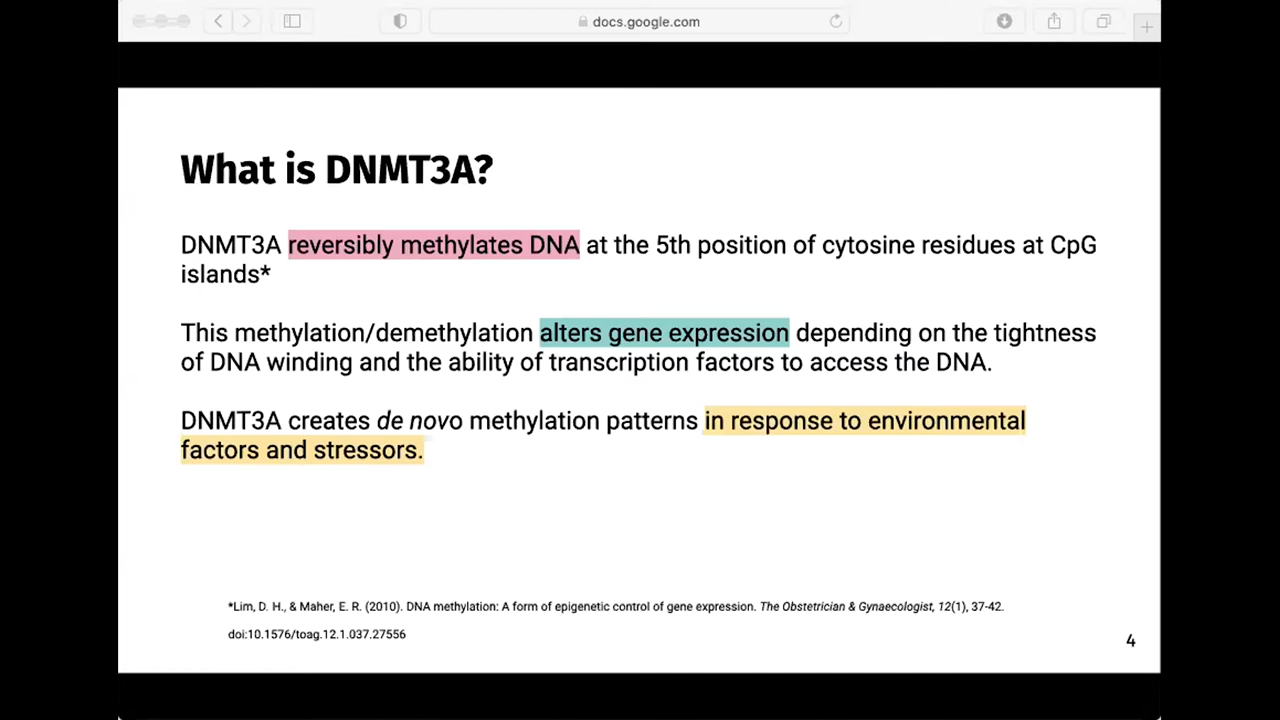 docs.google.com
What is DNMT3A?
DNMT3A reversibly methylates DNA at the 5th position of cytosine residues at CpG
islands*
This methylation/demethylation alters gene expression depending on the tightness
of DNA winding and the ability of transcription factors to access the DNA.
DNMT3A creates de novo methylation patterns in response to environmental
factors and stressors.
*Lim, D. H., & Maher, E. R. (2010). DNA methylation: A form of epigenetic control of gene expression. The Obstetrician & Gynaecologist, 12(1), 37-42.
doi:10.1576/toag.12.1.037.27556
4